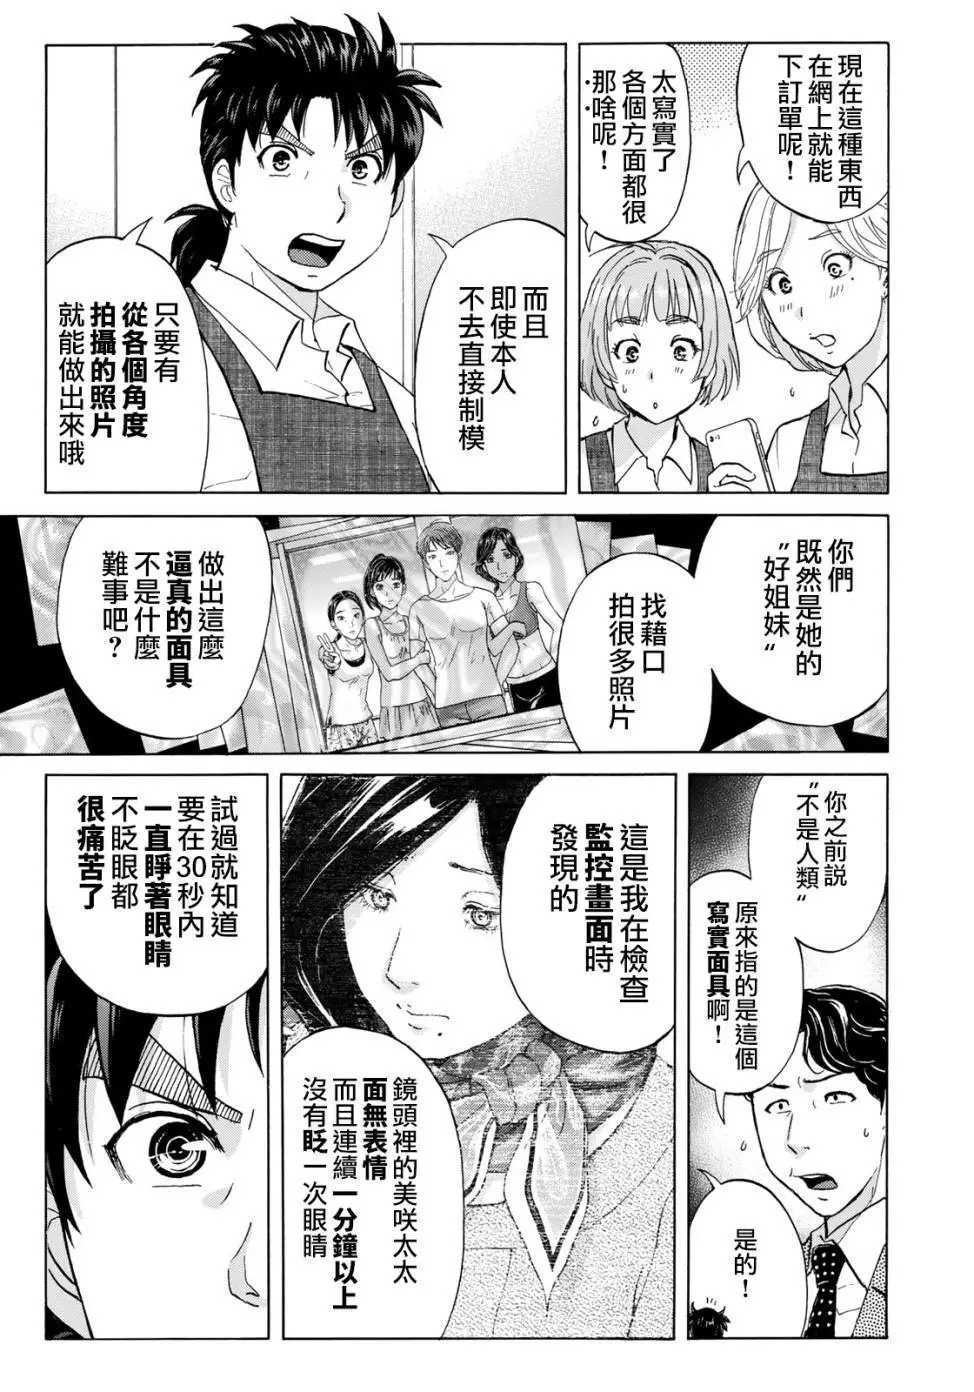 現在這種東西
在網上就能
下訂單呢！
太寫實了
各個方面都很
那啥呢！
而且
即使本人
不去直接制模
只要有
從各個角度
拍攝的照片
就能做出來哦
你們
既然是她的
“好姐妹”
找藉口
拍很多照片
做出這麼
逼真的面具
不是什麼
難事吧？
你之前說
“不是人類”
原來指的是這個
寫實面具啊！
是的！
這是我在檢查
監控畫面時
發現的
鏡頭裡的美咲太太
面無表情
而且連續一分鐘以上
沒有眨一次眼睛
試過就知道
要在30秒內
一直睜著眼睛
不眨眼都
很痛苦了